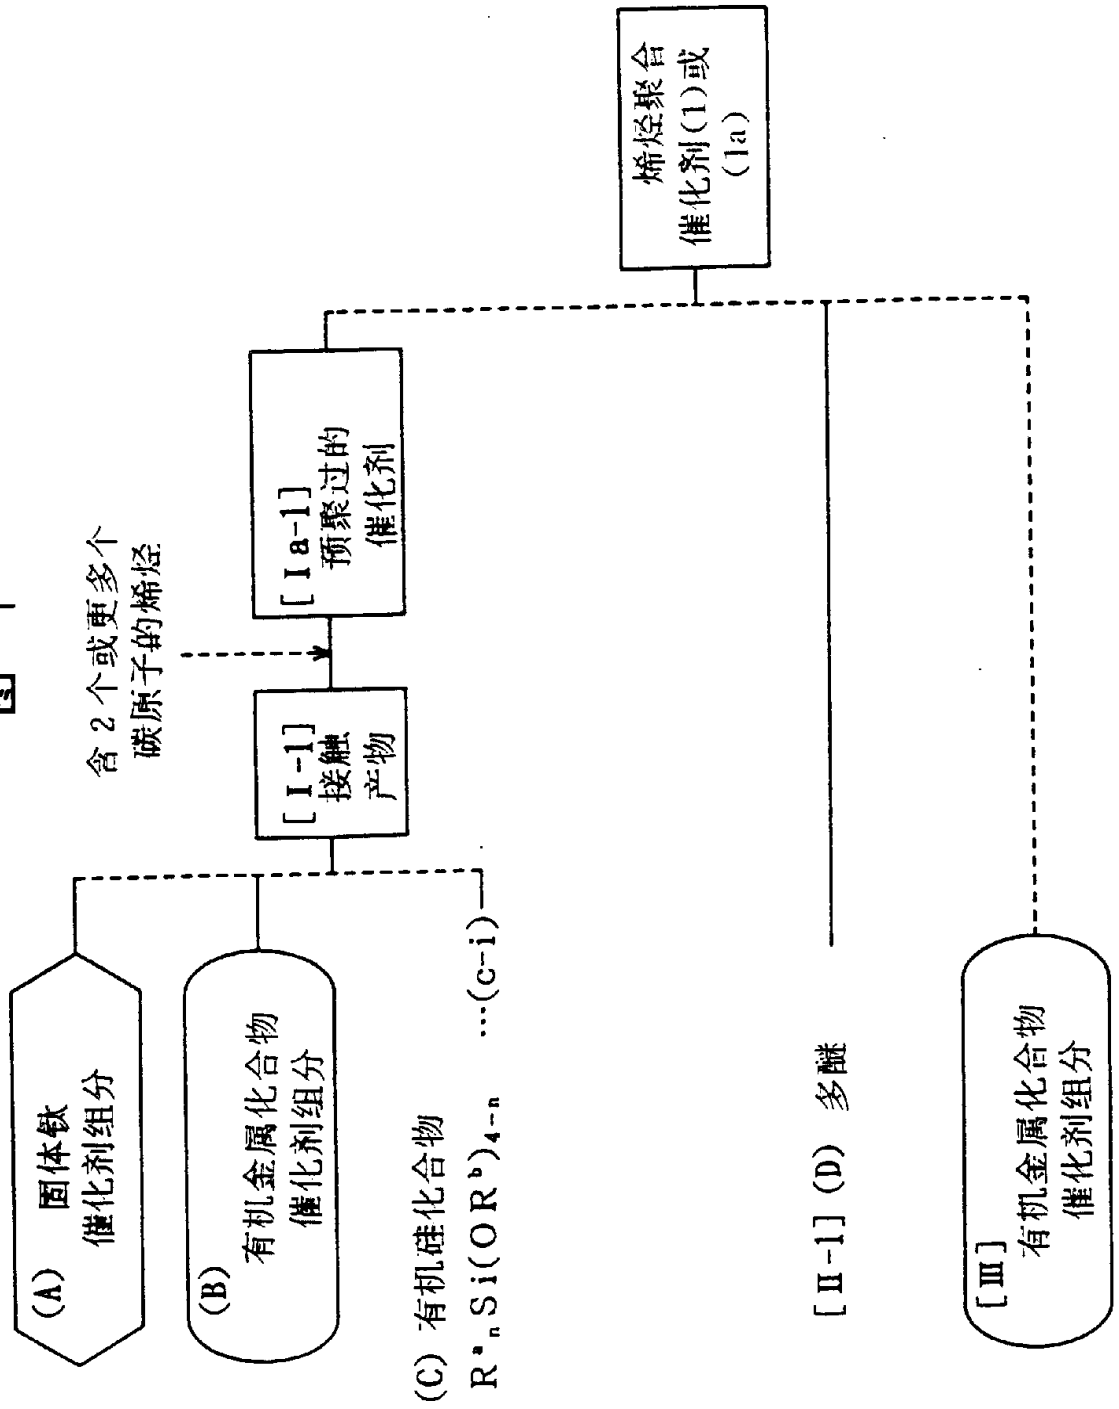 (A)
固体钛
催化剂组分
(B)
有机金属化合物
催化剂组分
(C) 有机硅化合物
RᵃₙSi(ORᵇ)₄₋ₙ …(c-i)
[I-1]
接触
产物
含2个或更多个
碳原子的烯烃
[Ia-1]
预聚过的
催化剂
[II-1] (D) 多醚
[III]
有机金属化合物
催化剂组分
烯烃聚合
催化剂(1)或
(1a)